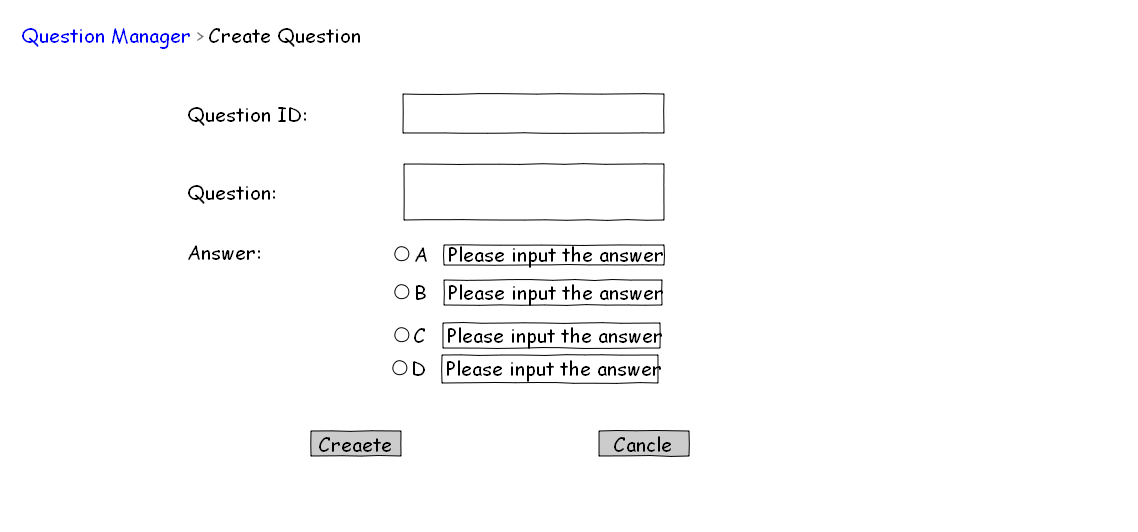 Question Manager > Create Question
Question ID:
Question:
Answer:
A Please input the answer
B Please input the answer
C Please input the answer
D Please input the answer
Creaete
Cancle